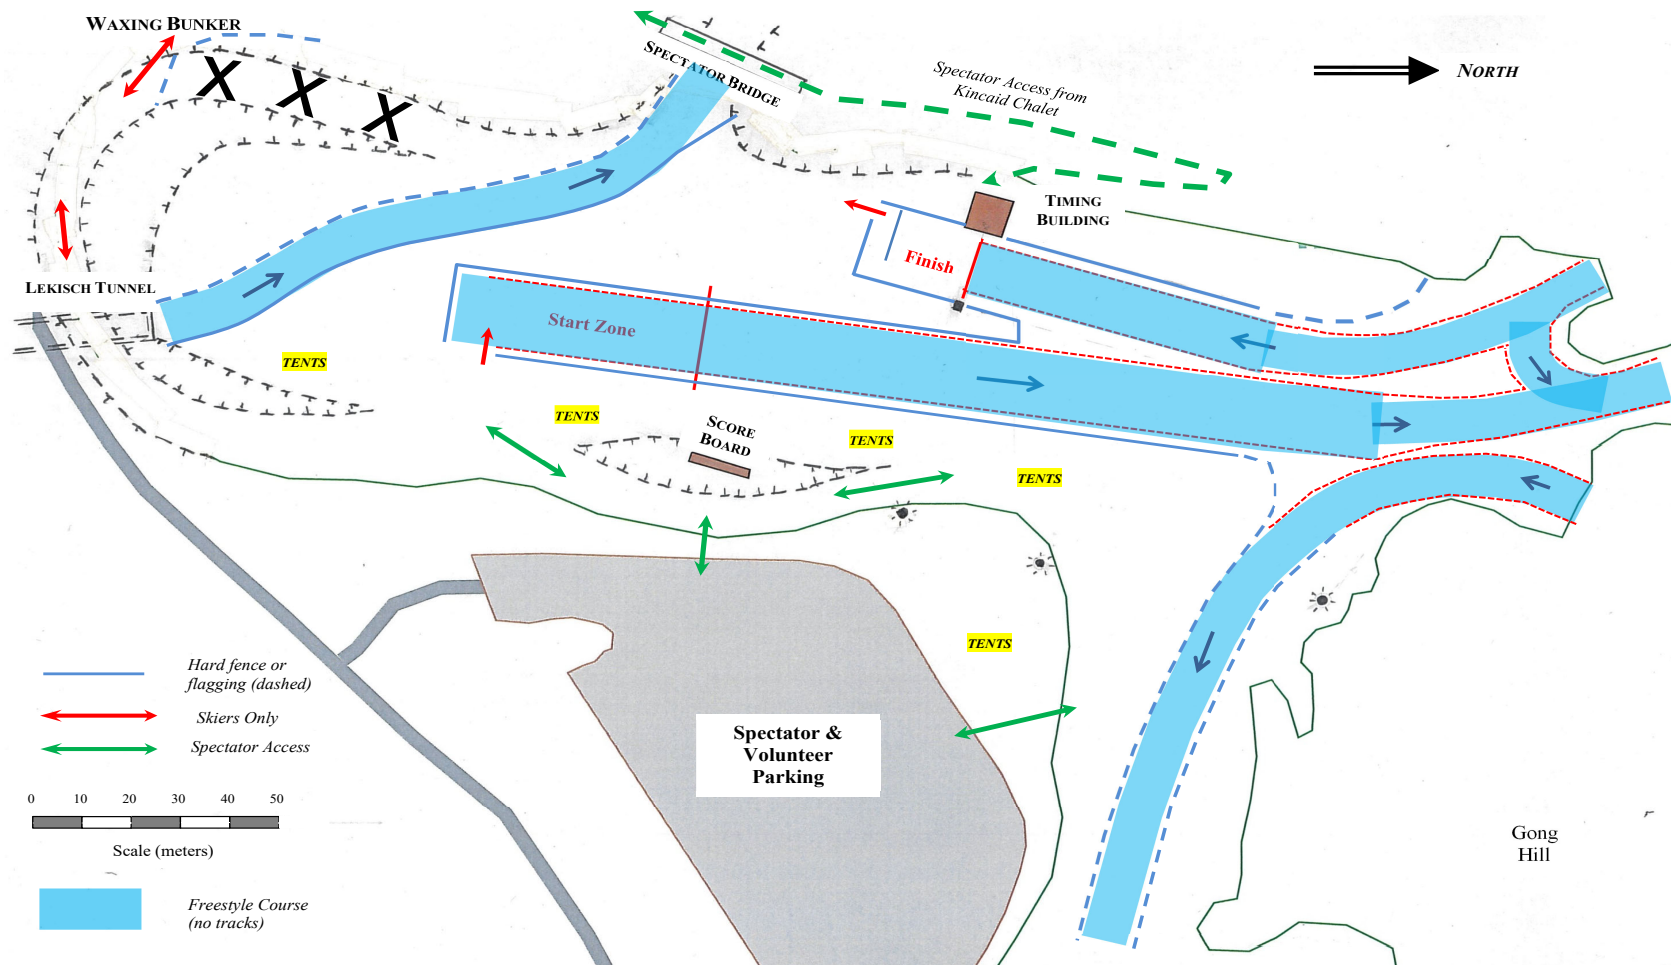 WAXING BUNKER
X X X
SPECTATOR BRIDGE
Spectator Access from
Kincaid Chalet
NORTH
TIMING
BUILDING
Finish
LEKISCH TUNNEL
Start Zone
TENTS
TENTS
SCORE
BOARD
TENTS
TENTS
TENTS
Hard fence or
flagging (dashed)
Skiers Only
Spectator Access
0 10 20 30 40 50
Scale (meters)
Freestyle Course
(no tracks)
Spectator &
Volunteer
Parking
Gong
Hill